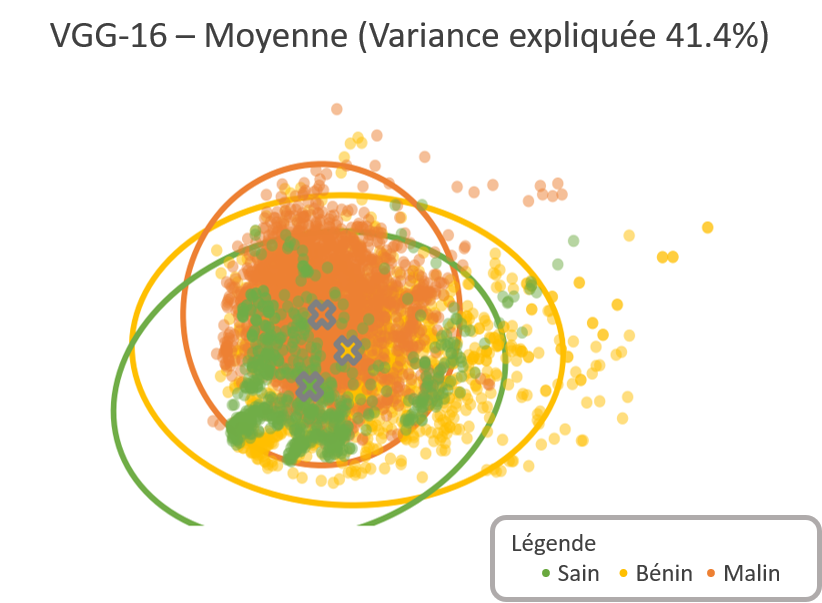 VGG-16 – Moyenne (Variance expliquée 41.4%)
Légende
Sain Bénin Malin